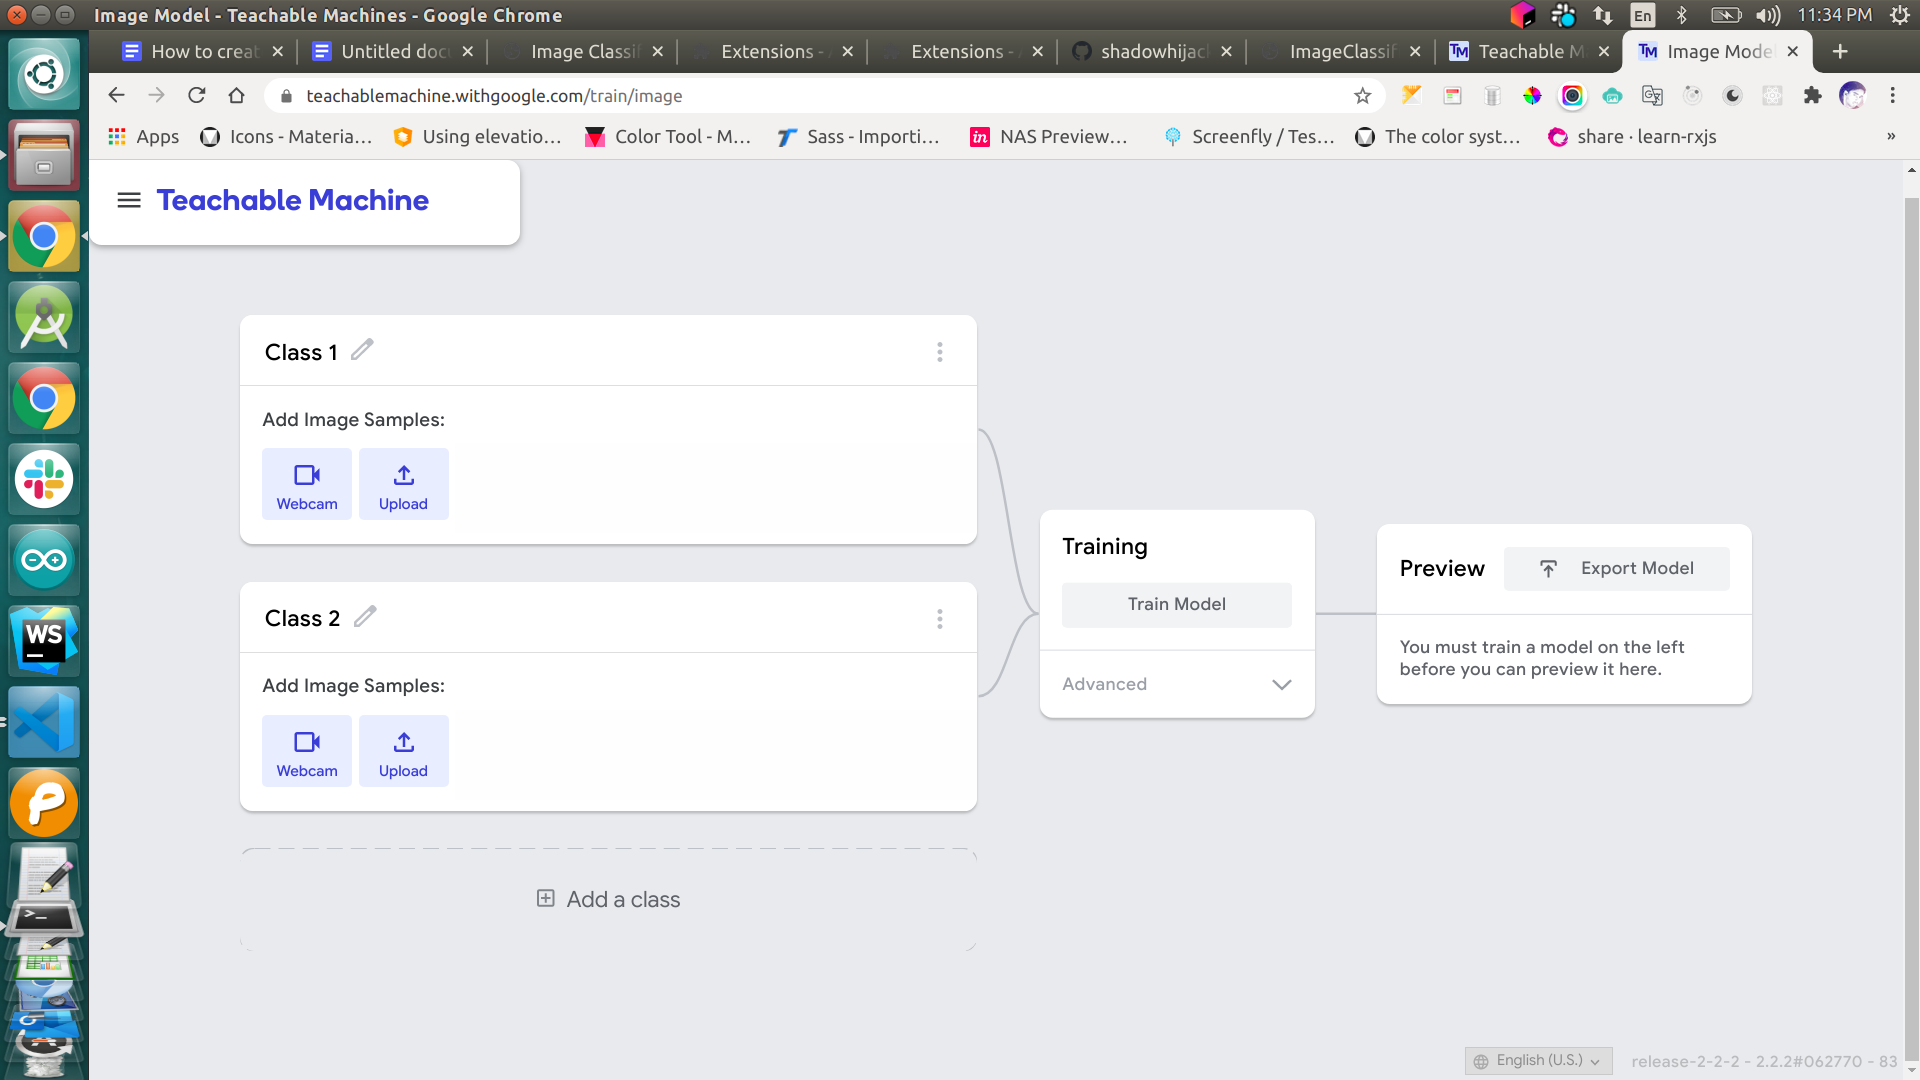 Image Model - Teachable Machines - Google Chrome
En
11:34 PM
How to creat
Untitled doc
Image Classif
Extensions -
Extensions -
shadowhijac
ImageClassif
Teachable M
Image Mode
teachablemachine.withgoogle.com/train/image
Apps
Icons - Materia...
Using elevatio...
Color Tool - M...
Sass - Importi...
in
NAS Preview...
Screenfly / Tes...
The color syst...
share · learn-rxjs
»
Teachable Machine
Class 1
Add Image Samples:
Webcam
Upload
Class 2
Add Image Samples:
Webcam
Upload
Add a class
Training
Train Model
Advanced
Preview
Export Model
You must train a model on the left
before you can preview it here.
WS
English (U.S.)
release-2-2-2 - 2.2.2#062770 - 83